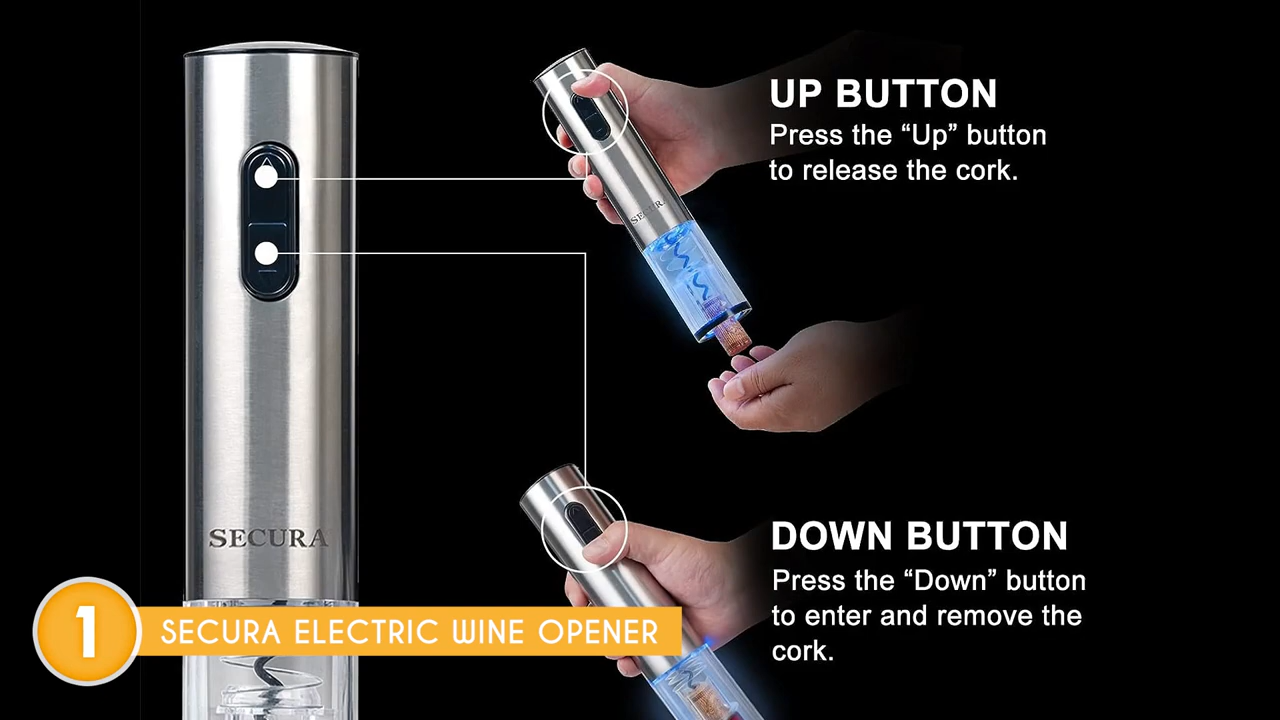 UP BUTTON
Press the “Up” button
to release the cork.
SECURA
SECURA
DOWN BUTTON
Press the “Down” button
to enter and remove the
cork.
1
SECURA ELECTRIC WINE OPENER